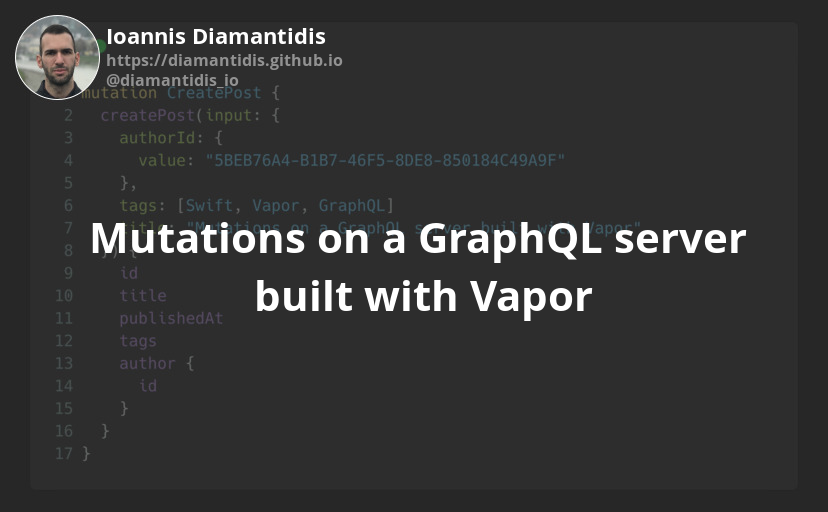 Ioannis Diamantidis
https://diamantidis.github.io
@diamantidis_io
mutation CreatePost {
2 createPost(input: {
3 authorId: {
4 value: "5BEB76A4-B1B7-46F5-8DE8-850184C49A9F"
5 },
6 tags: [Swift, Vapor, GraphQL]
7 title: "Mutations on a GraphQL server built with Vapor"
8 }) {
Mutations on a GraphQL server
built with Vapor
9 id
10 title
11 publishedAt
12 tags
13 author {
14 id
15 }
16 }
17 }